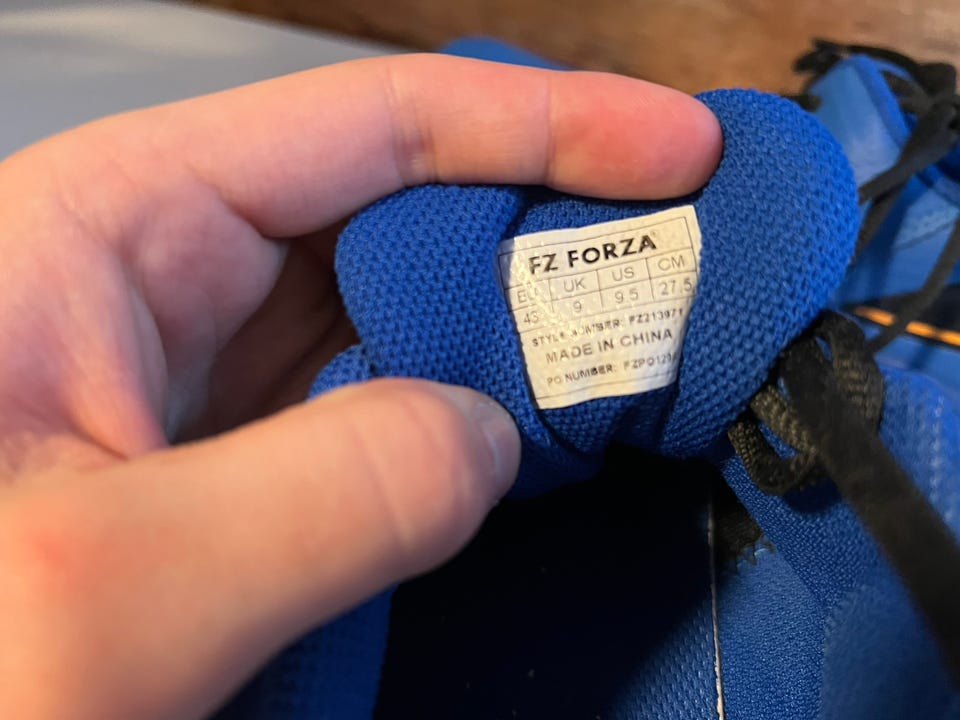 FZ FORZA
EU UK US CM
43 9 9.5 27.5
STYLE NUMBER: FZ213971
MADE IN CHINA
PO NUMBER: